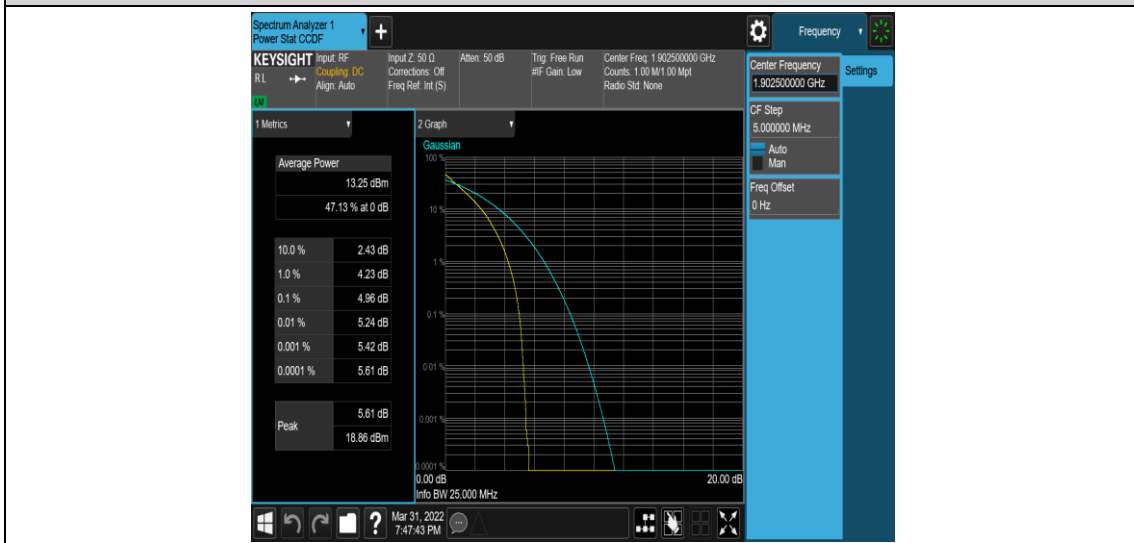 Spectrum Analyzer 1
Power Stat CCDF
Frequency
KEYSIGHT
RL
LXI
Input: RF
Coupling: DC
Align: Auto
Input Z: 50 Ω
Corrections: Off
Freq Ref: Int (S)
Atten: 50 dB
Trig: Free Run
#IF Gain: Low
Center Freq: 1.902500000 GHz
Counts: 1.00 M/1.00 Mpt
Radio Std: None
1 Metrics
Average Power
13.25 dBm
47.13 % at 0 dB
10.0 % 2.43 dB
1.0 % 4.23 dB
0.1 % 4.96 dB
0.01 % 5.24 dB
0.001 % 5.42 dB
0.0001 % 5.61 dB
Peak
5.61 dB
18.86 dBm
2 Graph
Gaussian
100 %
10 %
1 %
0.1 %
0.01 %
0.001 %
0.0001 %
0.00 dB
20.00 dB
Info BW 25.000 MHz
Center Frequency
1.902500000 GHz
Settings
CF Step
5.000000 MHz
Auto
Man
Freq Offset
0 Hz
?
Mar 31, 2022
7:47:43 PM